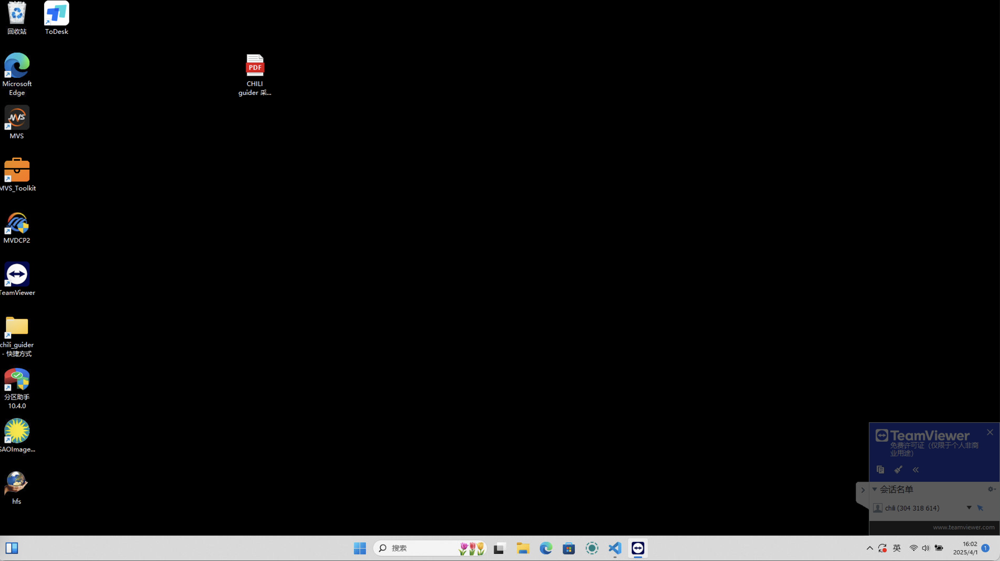 回收站
ToDesk
Microsoft
Edge
PDF
CHILI
guider 采...
MVS
MVS
MVS_Toolkit
MVDCP2
TeamViewer
chili_guider
- 快捷方式
分区助手
10.4.0
SAOImage...
hfs
TeamViewer
免费许可证（仅限于个人非商
业用途）
会话名单
chili (304 318 614)
www.teamviewer.com
搜索
英
16:02
2025/4/1
1